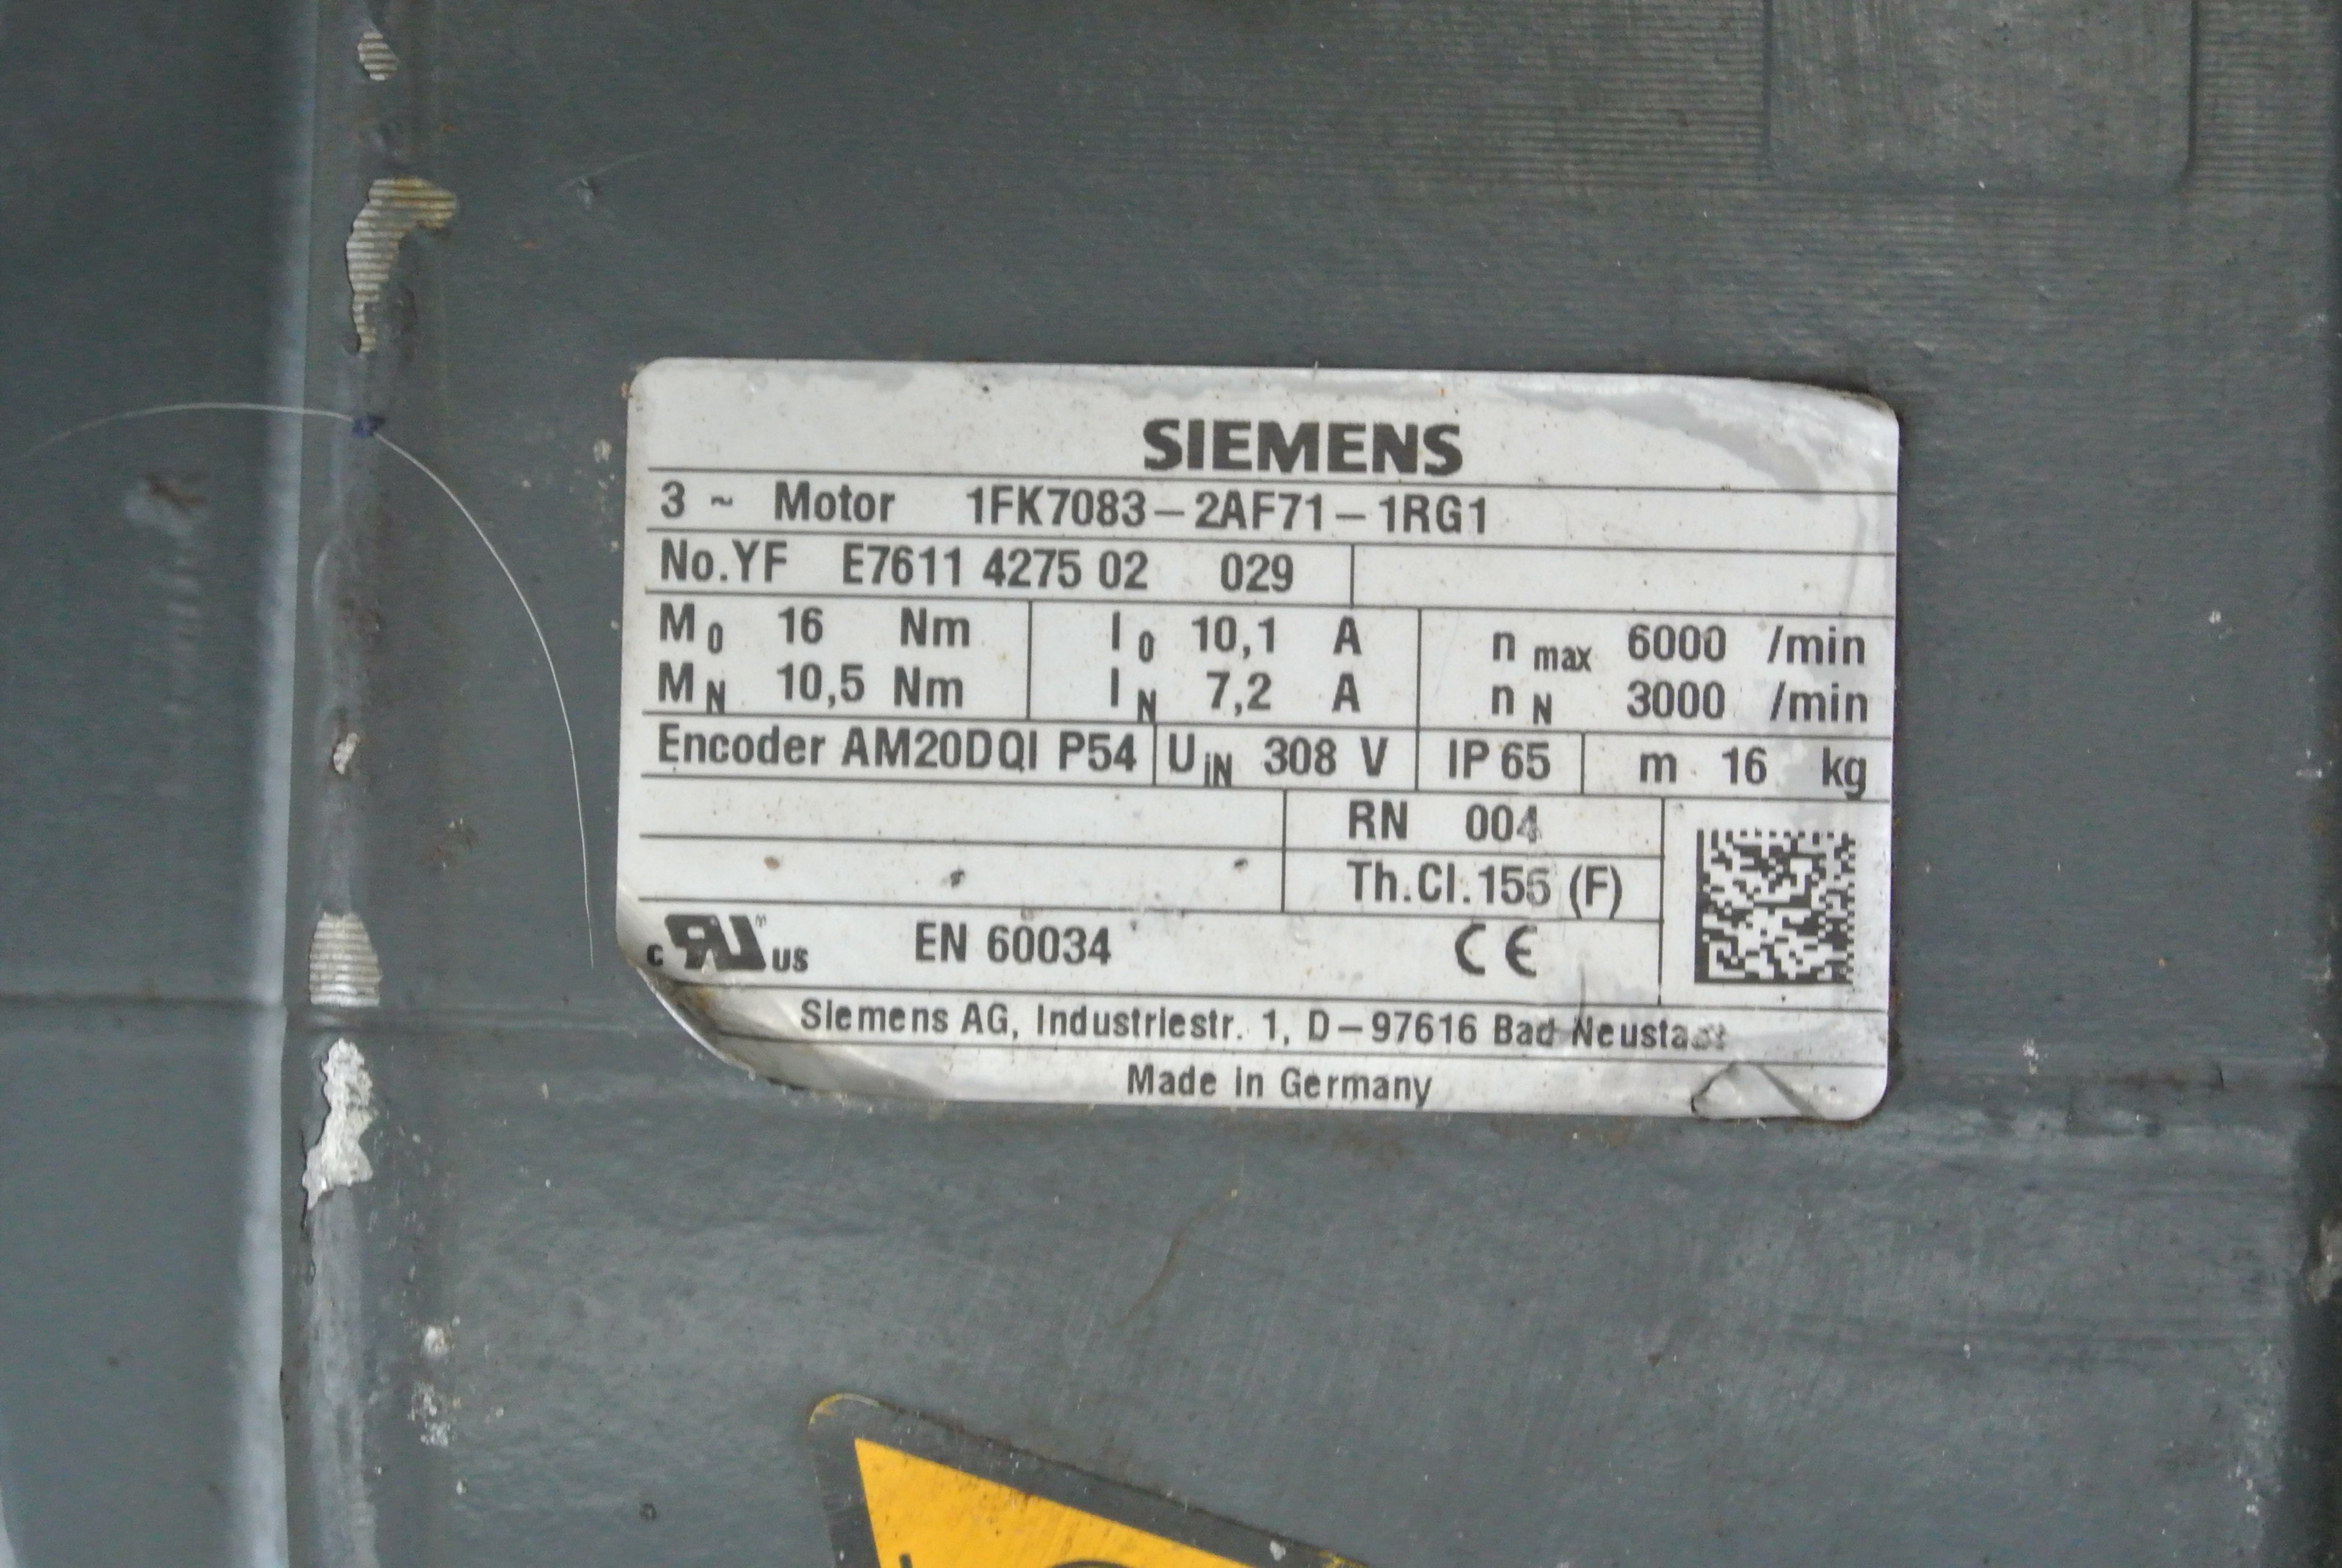 SIEMENS
3 ~ Motor 1FK7083-2AF71-1RG1
No.YF E7611 4275 02 029
M0 16 Nm I0 10,1 A nmax 6000 /min
MN 10,5 Nm IN 7,2 A nN 3000 /min
Encoder AM20DQI P54 UiN 308 V IP 65 m 16 kg
RN 004
Th.Cl.155 (F)
c RU US EN 60034 CE
Siemens AG, Industriestr. 1, D-97616 Bad Neustadt
Made in Germany